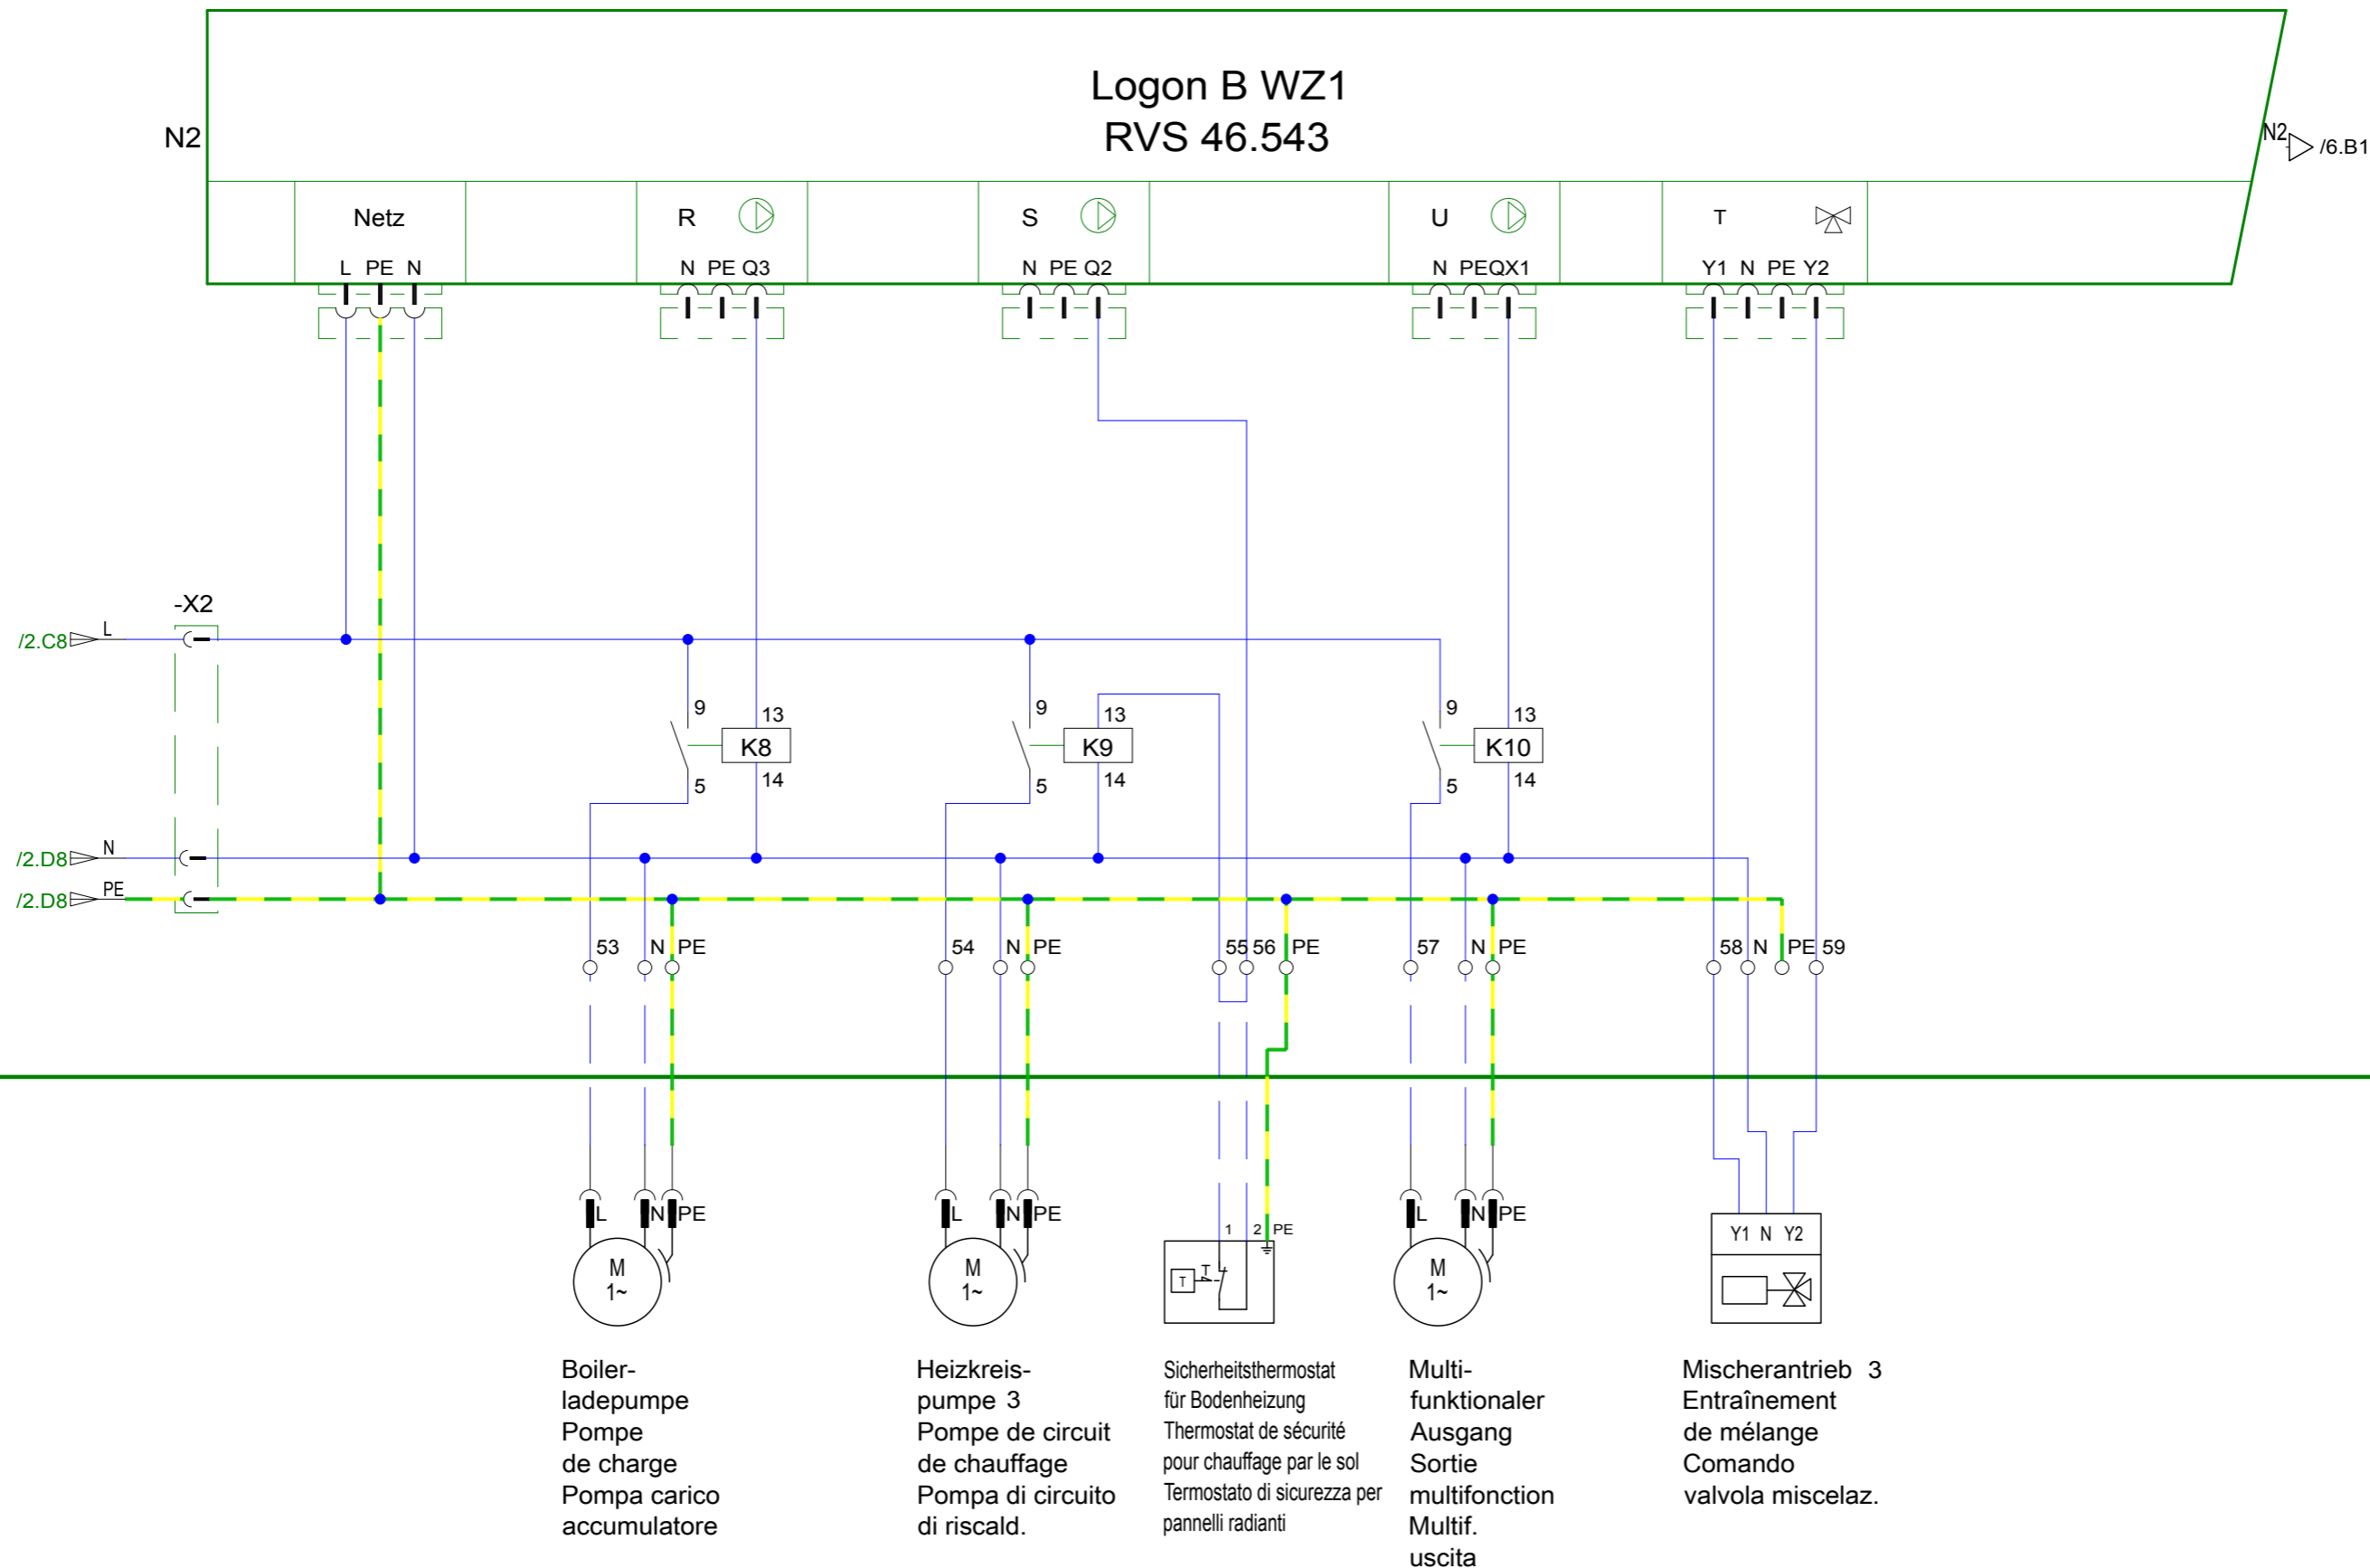 Logon B WZ1
RVS 46.543
N2
N2
/6.B1
Netz
R
S
U
T
L PE N
N PE Q3
N PE Q2
N PE QX1
Y1 N PE Y2
-X2
/2.C8 L
9
13
K8
14
5
9
13
K9
14
5
9
13
K10
14
5
/2.D8 N
/2.D8 PE
53 N PE
54 N PE
55 56 PE
57 N PE
58 N PE 59
L N PE
L N PE
1 2 PE
L N PE
Y1 N Y2
M
1~
M
1~
T
T
M
1~
Boiler-
ladepumpe
Pompe
de charge
Pompa carico
accumulatore
Heizkreis-
pumpe 3
Pompe de circuit
de chauffage
Pompa di circuito
di riscald.
Sicherheitsthermostat
für Bodenheizung
Thermostat de sécurité
pour chauffage par le sol
Termostato di sicurezza per
pannelli radianti
Multi-
funktionaler
Ausgang
Sortie
multifonction
Multif.
uscita
Mischerantrieb 3
Entraînement
de mélange
Comando
valvola miscelaz.